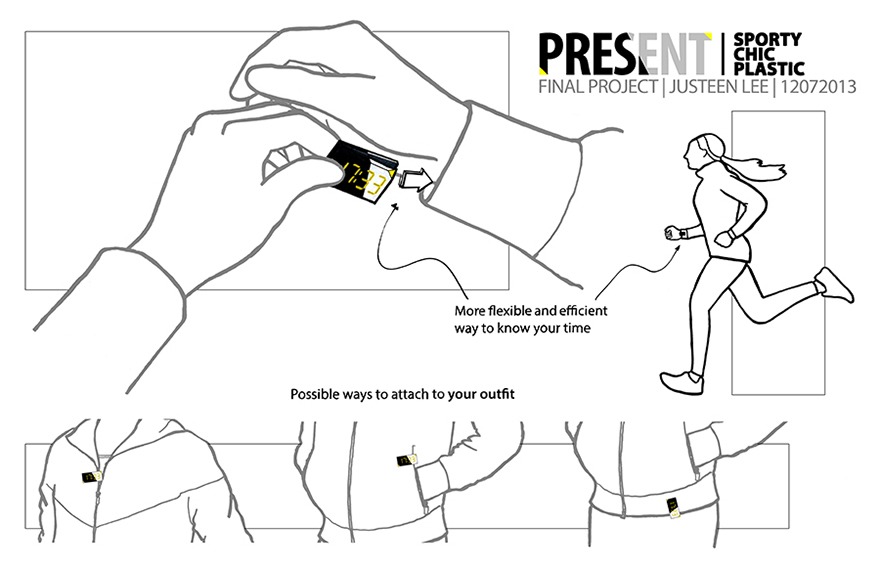 PRESENT | SPORTY
CHIC
PLASTIC
FINAL PROJECT | JUSTEEN LEE | 12072013
17:33
More flexible and efficient
way to know your time
Possible ways to attach to your outfit